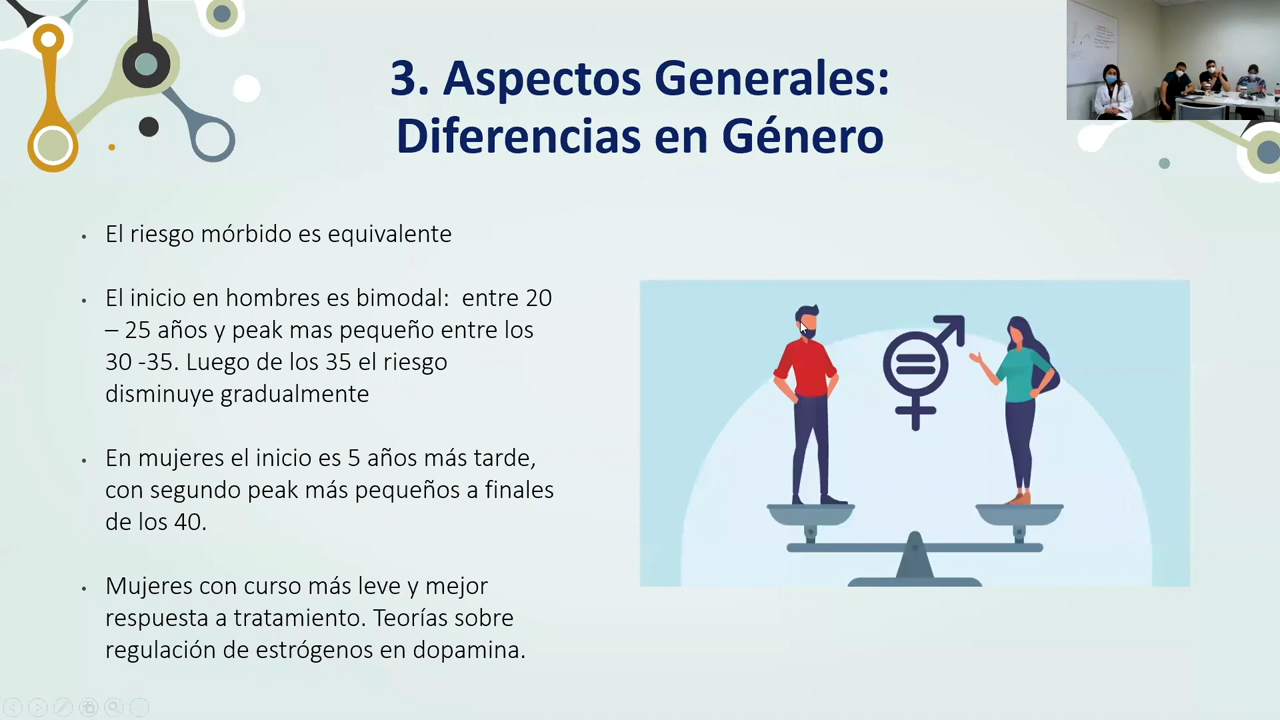 3. Aspectos Generales:
Diferencias en Género
• El riesgo mórbido es equivalente
• El inicio en hombres es bimodal: entre 20
– 25 años y peak mas pequeño entre los
30 -35. Luego de los 35 el riesgo
disminuye gradualmente
• En mujeres el inicio es 5 años más tarde,
con segundo peak más pequeños a finales
de los 40.
• Mujeres con curso más leve y mejor
respuesta a tratamiento. Teorías sobre
regulación de estrógenos en dopamina.